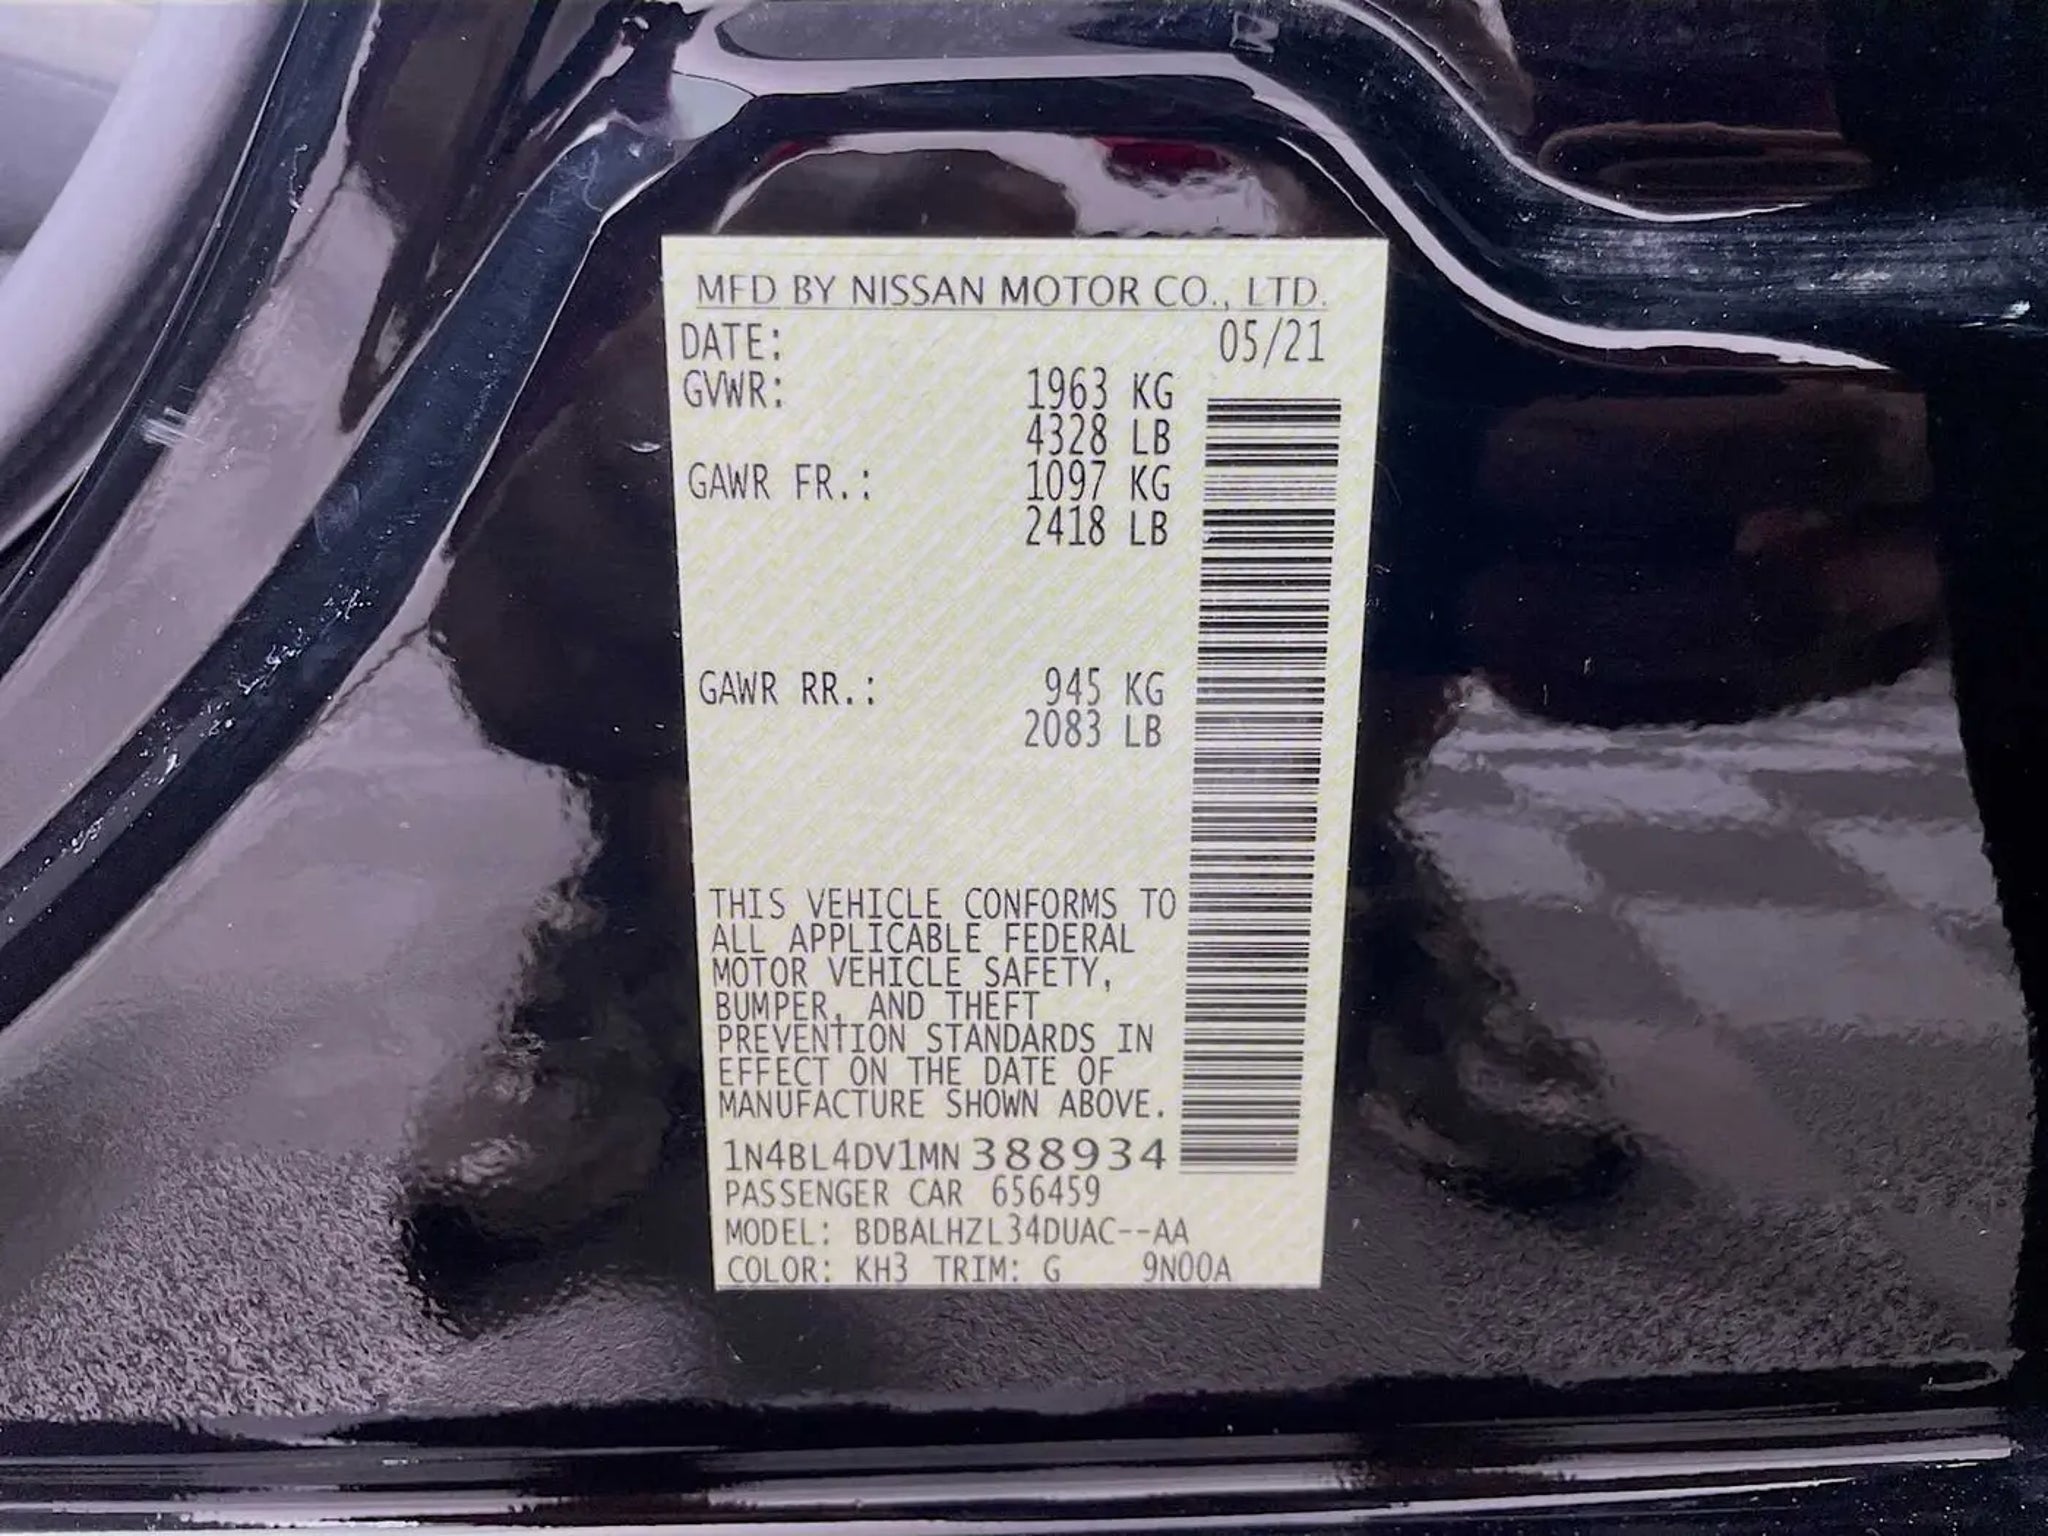 MFD BY NISSAN MOTOR CO., LTD.
DATE: 05/21
GVWR: 1963 KG
4328 LB
GAWR FR.: 1097 KG
2418 LB
GAWR RR.: 945 KG
2083 LB
THIS VEHICLE CONFORMS TO
ALL APPLICABLE FEDERAL
MOTOR VEHICLE SAFETY,
BUMPER, AND THEFT
PREVENTION STANDARDS IN
EFFECT ON THE DATE OF
MANUFACTURE SHOWN ABOVE.
1N4BL4DV1MN388934
PASSENGER CAR 656459
MODEL: BDBALHZL34DUAC--AA
COLOR: KH3 TRIM: G 9N00A